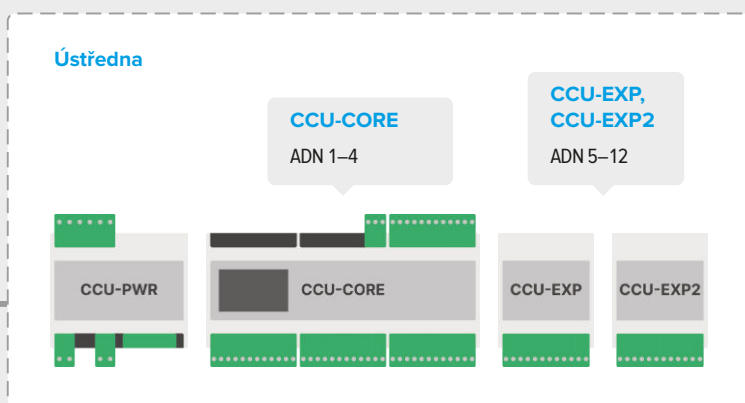 Ústředna
CCU-CORE
ADN 1–4
CCU-EXP,
CCU-EXP2
ADN 5–12
CCU-PWR
CCU-CORE
CCU-EXP
CCU-EXP2